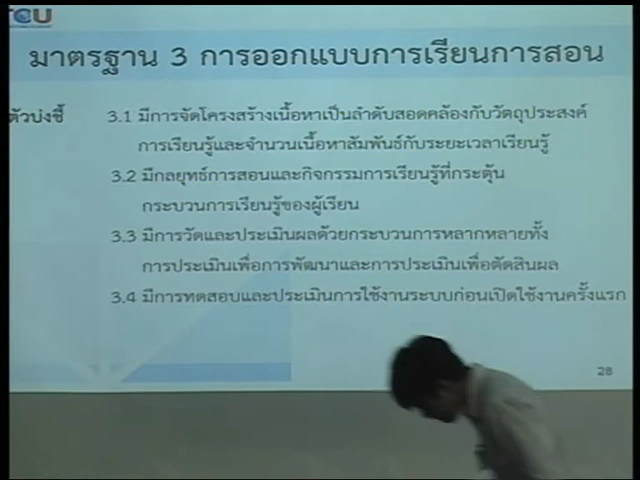 TCU
มาตรฐาน 3 การออกแบบการเรียนการสอน
ตัวบ่งชี้
3.1 มีการจัดโครงสร้างเนื้อหาเป็นลำดับสอดคล้องกับวัตถุประสงค์
การเรียนรู้และจำนวนเนื้อหาสัมพันธ์กับระยะเวลาเรียนรู้
3.2 มีกลยุทธ์การสอนและกิจกรรมการเรียนรู้ที่กระตุ้น
กระบวนการเรียนรู้ของผู้เรียน
3.3 มีการวัดและประเมินผลด้วยกระบวนการหลากหลายทั้ง
การประเมินเพื่อการพัฒนาและการประเมินเพื่อตัดสินผล
3.4 มีการทดสอบและประเมินการใช้งานระบบก่อนเปิดใช้งานครั้งแรก
28